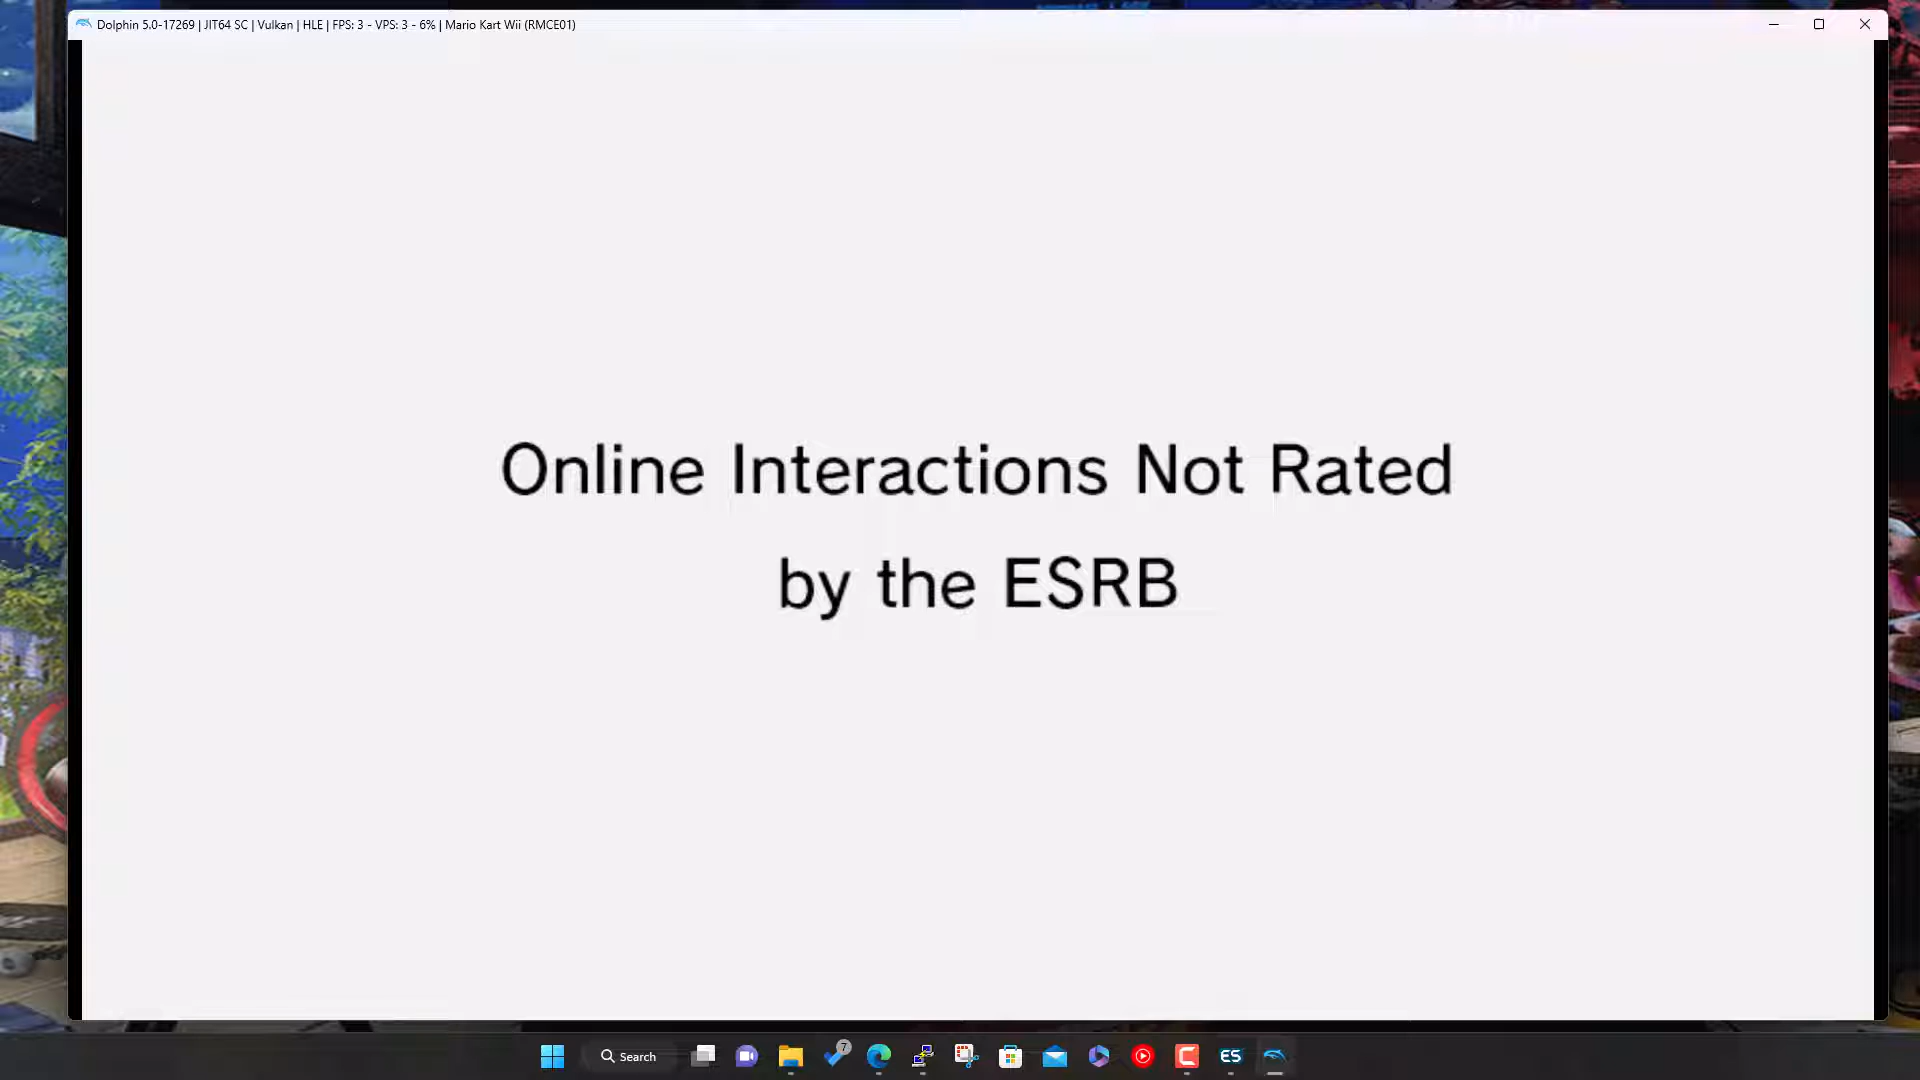 Dolphin 5.0-17269 | JIT64 SC | Vulkan | HLE | FPS: 3 - VPS: 3 - 6% | Mario Kart Wii (RMCE01)
Online Interactions Not Rated
by the ESRB
Search
7
ES